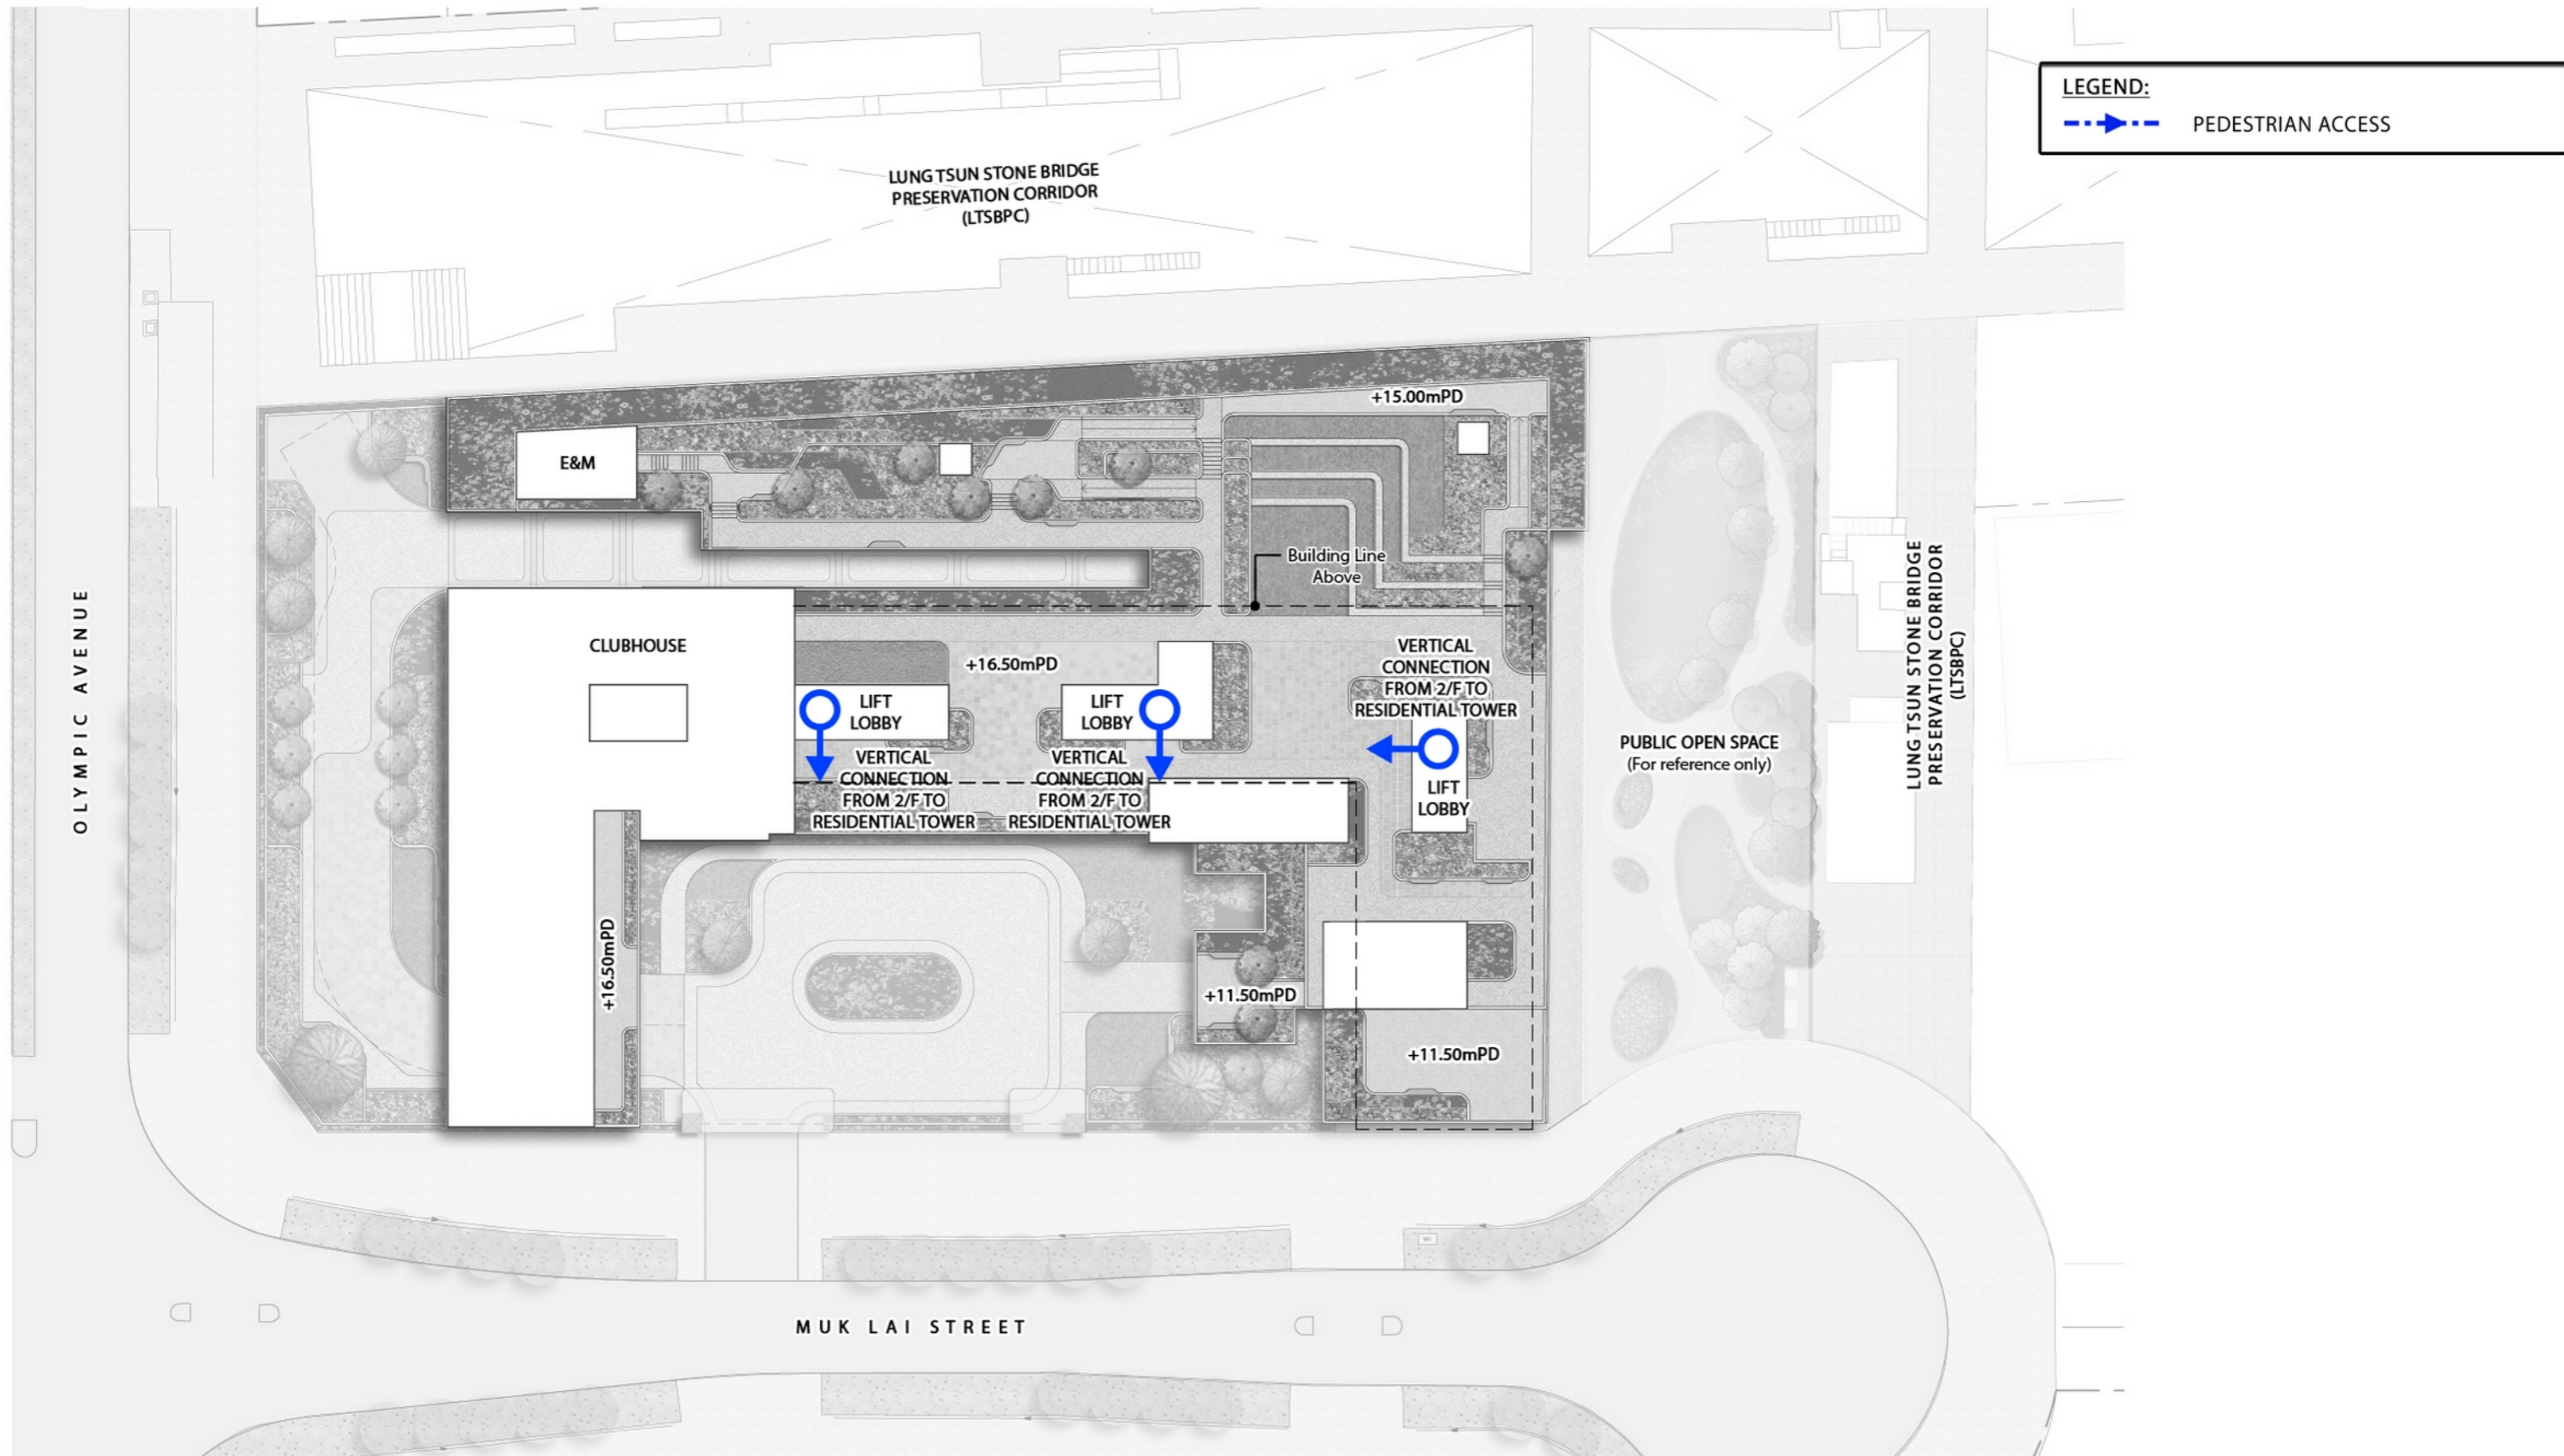 LEGEND:
PEDESTRIAN ACCESS
LUNG TSUN STONE BRIDGE
PRESERVATION CORRIDOR
(LTSBPC)
+15.00mPD
E&M
Building Line
Above
CLUBHOUSE
+16.50mPD
VERTICAL
CONNECTION
FROM 2/F TO
RESIDENTIAL TOWER
LIFT
LOBBY
LIFT
LOBBY
LIFT
LOBBY
VERTICAL
CONNECTION
FROM 2/F TO
RESIDENTIAL TOWER
VERTICAL
CONNECTION
FROM 2/F TO
RESIDENTIAL TOWER
PUBLIC OPEN SPACE
(For reference only)
LUNG TSUN STONE BRIDGE
PRESERVATION CORRIDOR
(LTSBPC)
OLYMPIC AVENUE
+16.50mPD
+11.50mPD
+11.50mPD
MUK LAI STREET